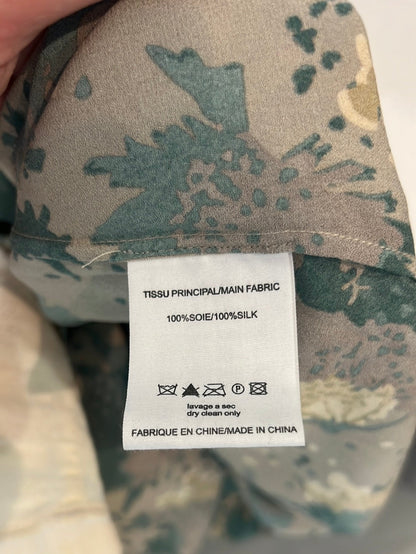 TISSU PRINCIPAL/MAIN FABRIC
100%SOIE/100%SILK
P
lavage a sec
dry clean only
FABRIQUE EN CHINE/MADE IN CHINA